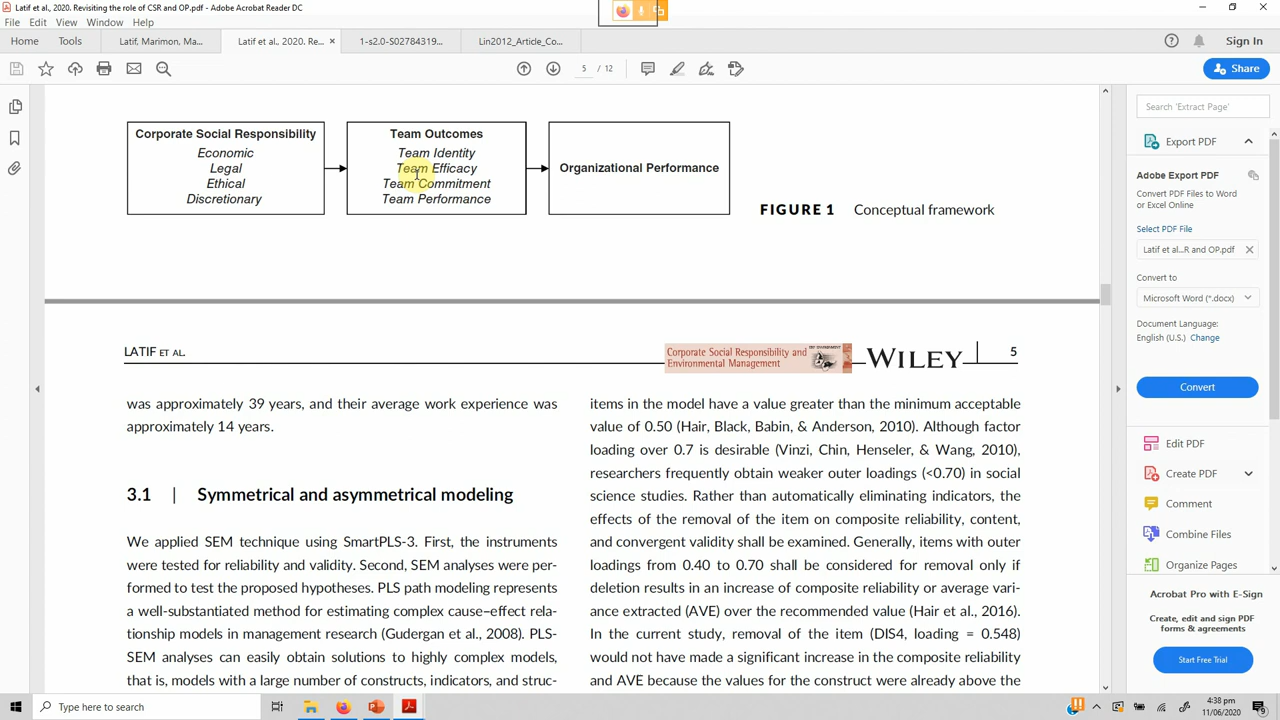 Latif et al., 2020. Revisiting the role of CSR and OP.pdf - Adobe Acrobat Reader DC
File Edit View Window Help
Home Tools Latif, Marimon, Ma... Latif et al., 2020. Re... × 1-s2.0-S02784319... Lin2012_Article_Co... Sign In
5 / 12 Share
Corporate Social Responsibility
Economic
Legal
Ethical
Discretionary
Team Outcomes
Team Identity
Team Efficacy
Team Commitment
Team Performance
Organizational Performance
FIGURE 1 Conceptual framework
LATIF ET AL.
Corporate Social Responsibility and
Environmental Management
WILEY 5
was approximately 39 years, and their average work experience was
approximately 14 years.
3.1 | Symmetrical and asymmetrical modeling
We applied SEM technique using SmartPLS-3. First, the instruments
were tested for reliability and validity. Second, SEM analyses were per-
formed to test the proposed hypotheses. PLS path modeling represents
a well-substantiated method for estimating complex cause–effect rela-
tionship models in management research (Gudergan et al., 2008). PLS-
SEM analyses can easily obtain solutions to highly complex models,
that is, models with a large number of constructs, indicators, and struc-
items in the model have a value greater than the minimum acceptable
value of 0.50 (Hair, Black, Babin, & Anderson, 2010). Although factor
loading over 0.7 is desirable (Vinzi, Chin, Henseler, & Wang, 2010),
researchers frequently obtain weaker outer loadings (<0.70) in social
science studies. Rather than automatically eliminating indicators, the
effects of the removal of the item on composite reliability, content,
and convergent validity shall be examined. Generally, items with outer
loadings from 0.40 to 0.70 shall be considered for removal only if
deletion results in an increase of composite reliability or average vari-
ance extracted (AVE) over the recommended value (Hair et al., 2016).
In the current study, removal of the item (DIS4, loading = 0.548)
would not have made a significant increase in the composite reliability
and AVE because the values for the construct were already above the
Search 'Extract Page'
Export PDF
Adobe Export PDF
Convert PDF Files to Word
or Excel Online
Select PDF File
Latif et al...R and OP.pdf ×
Convert to
Microsoft Word (*.docx)
Document Language:
English (U.S.) Change
Convert
Edit PDF
Create PDF
Comment
Combine Files
Organize Pages
Acrobat Pro with E-Sign
Create, edit and sign PDF
forms & agreements
Start Free Trial
Type here to search
4:38 pm
11/06/2020